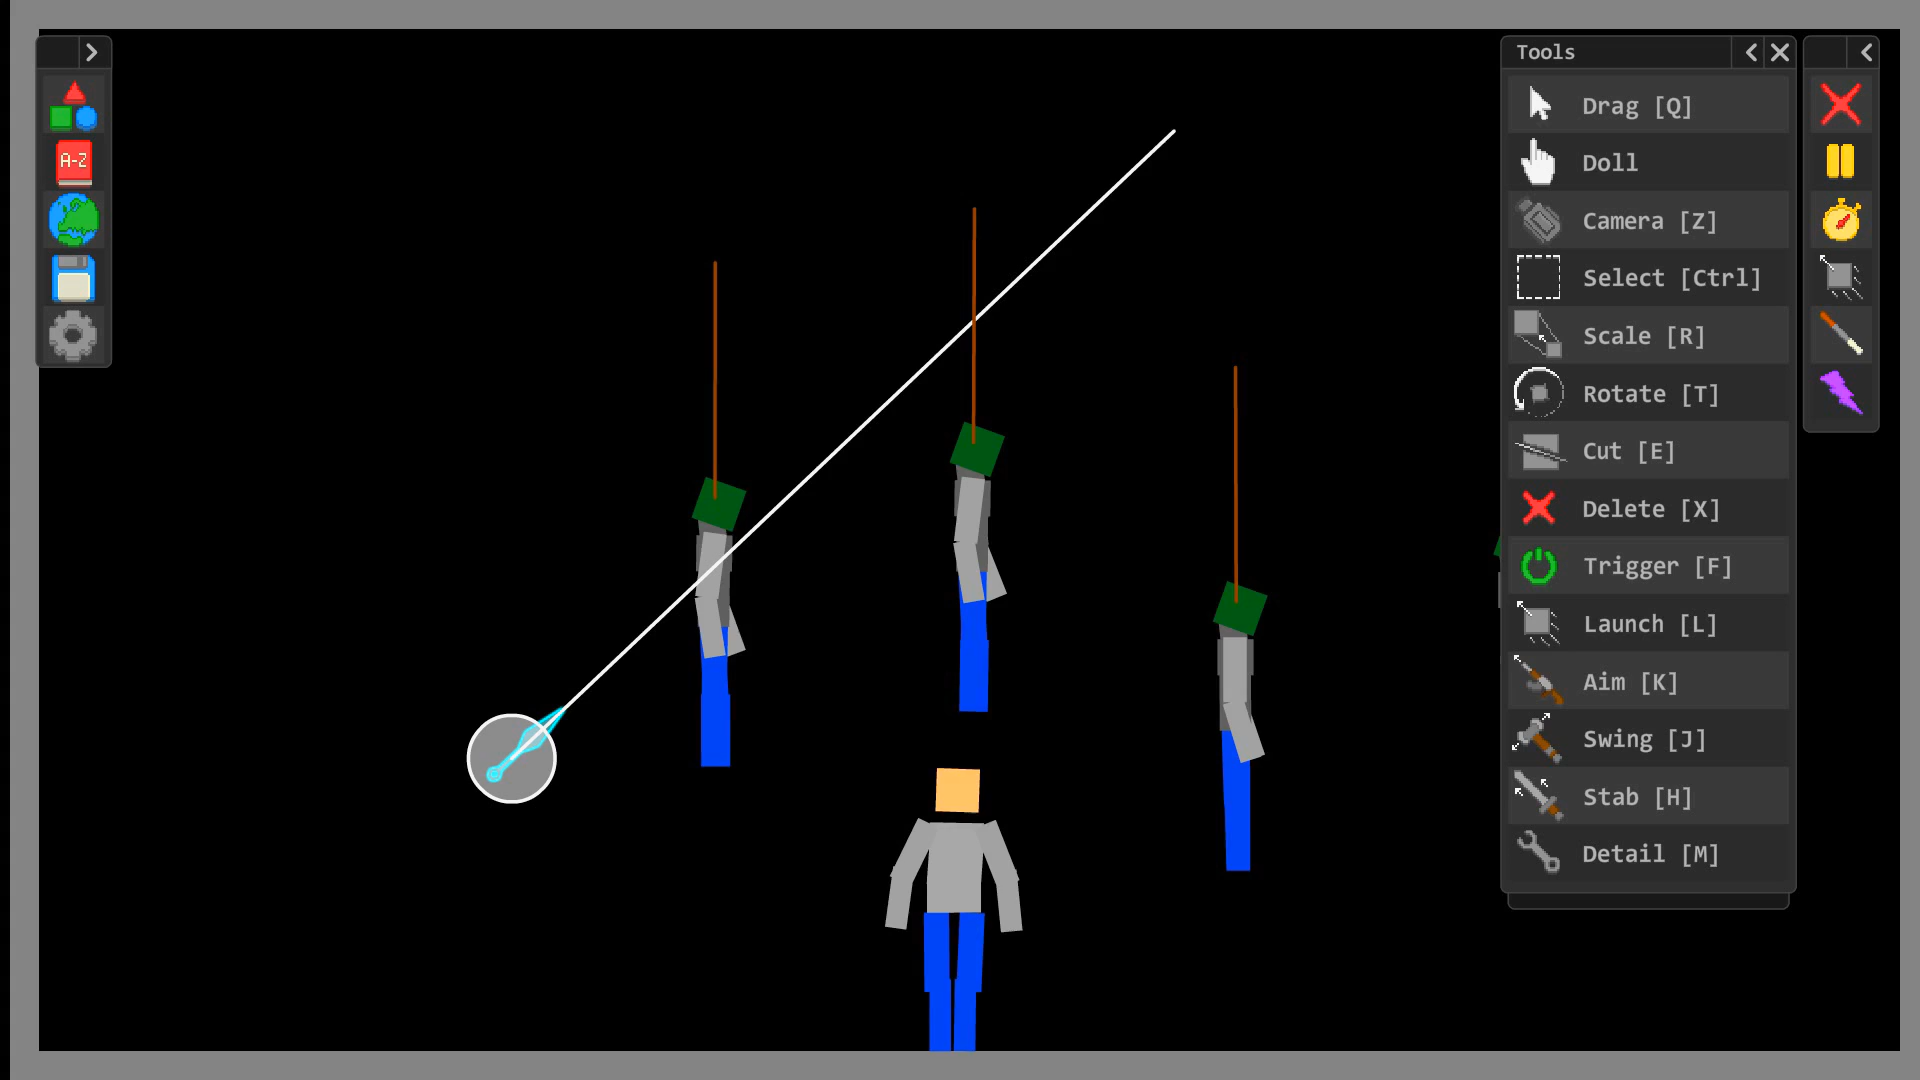 A-Z
Tools
Drag [Q]
Doll
Camera [Z]
Select [Ctrl]
Scale [R]
Rotate [T]
Cut [E]
Delete [X]
Trigger [F]
Launch [L]
Aim [K]
Swing [J]
Stab [H]
Detail [M]